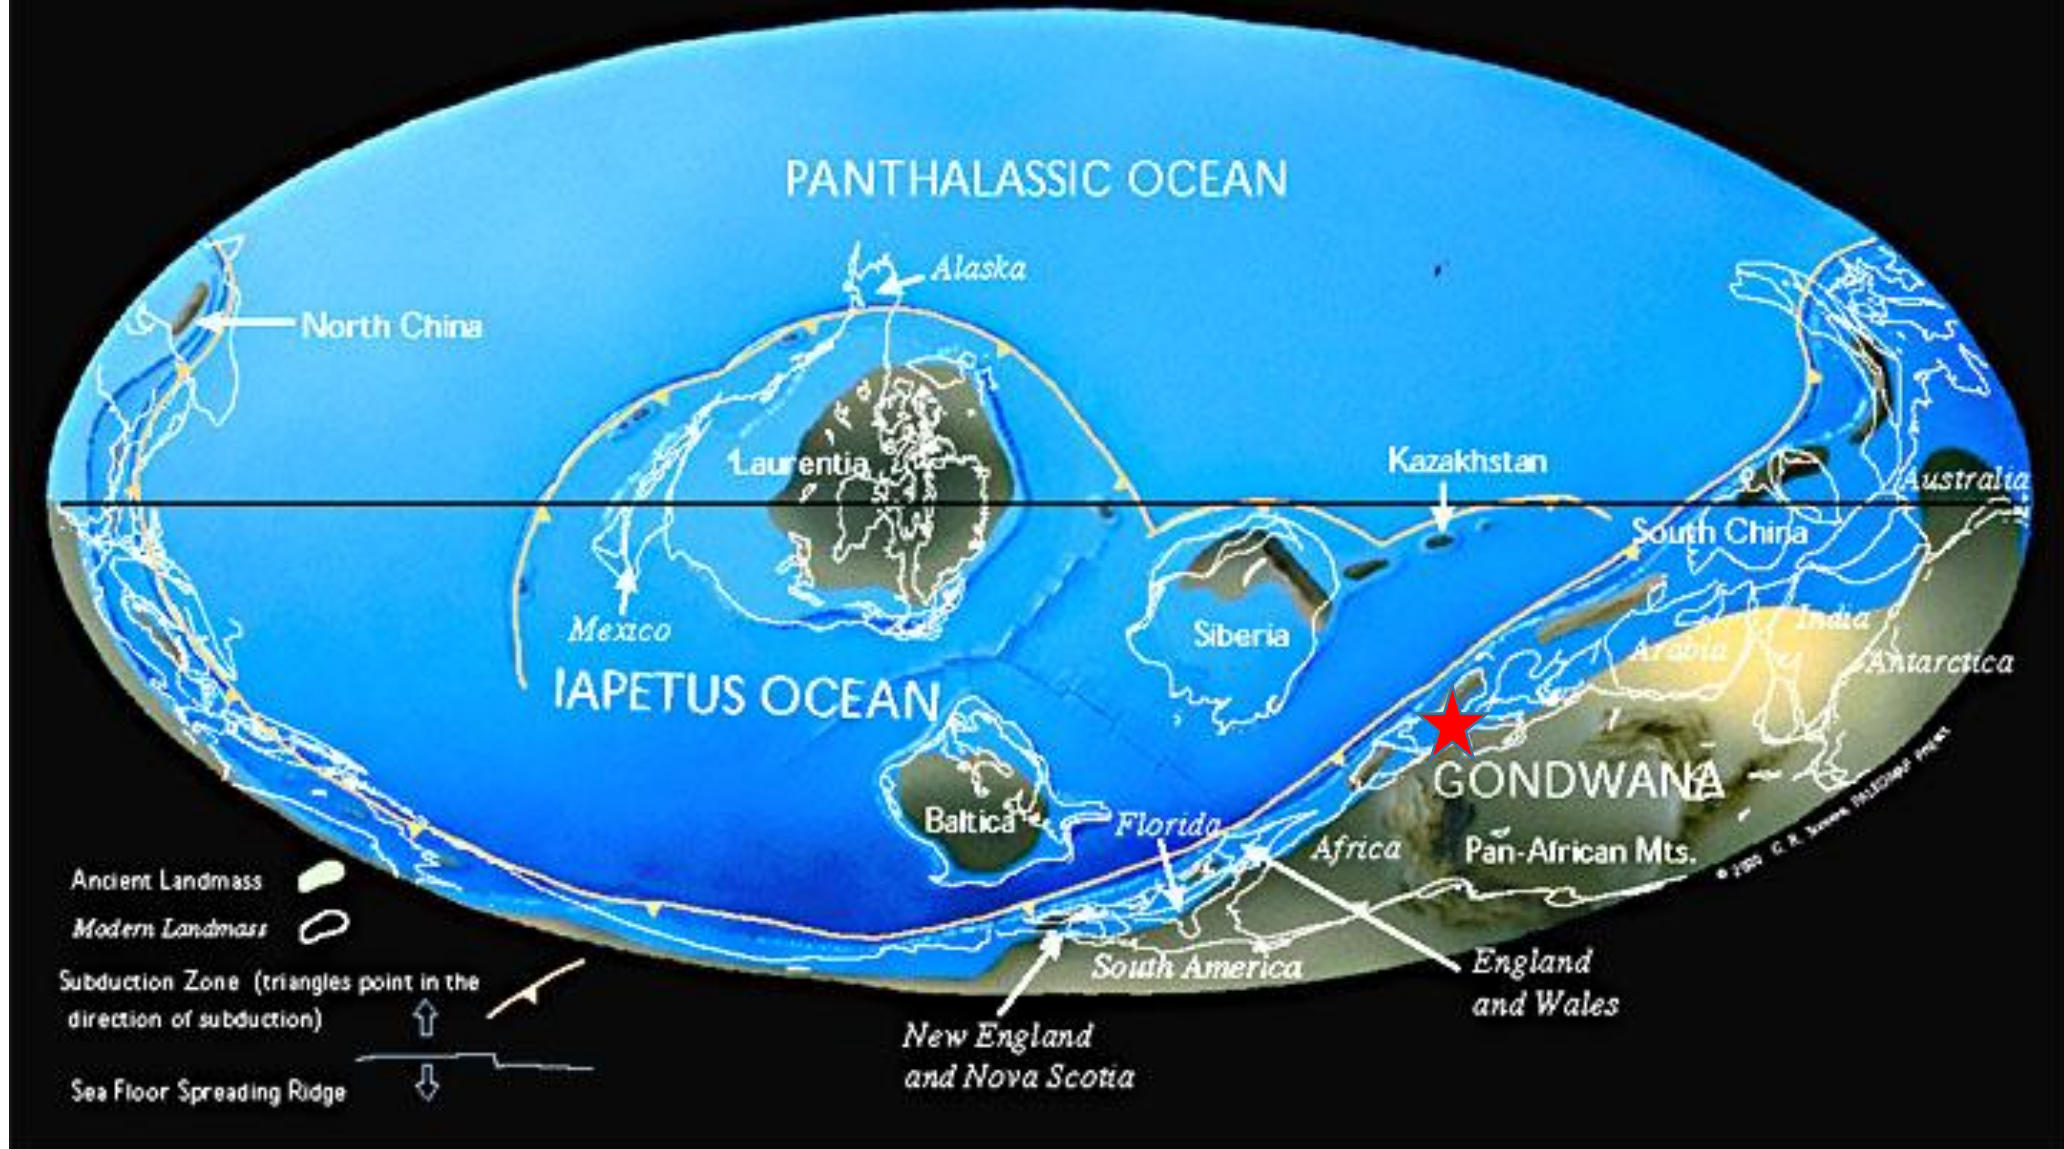 PANTHALASSIC OCEAN
Alaska
North China
Laurentia
Kazakhstan
Australia
South China
Mexico
Siberia
India
Arabia
Antarctica
IAPETUS OCEAN
GONDWANA
Baltica
Florida
Africa
Pan-African Mts.
Ancient Landmass
Modern Landmass
Subduction Zone (triangles point in the
direction of subduction)
Sea Floor Spreading Ridge
South America
England
and Wales
New England
and Nova Scotia